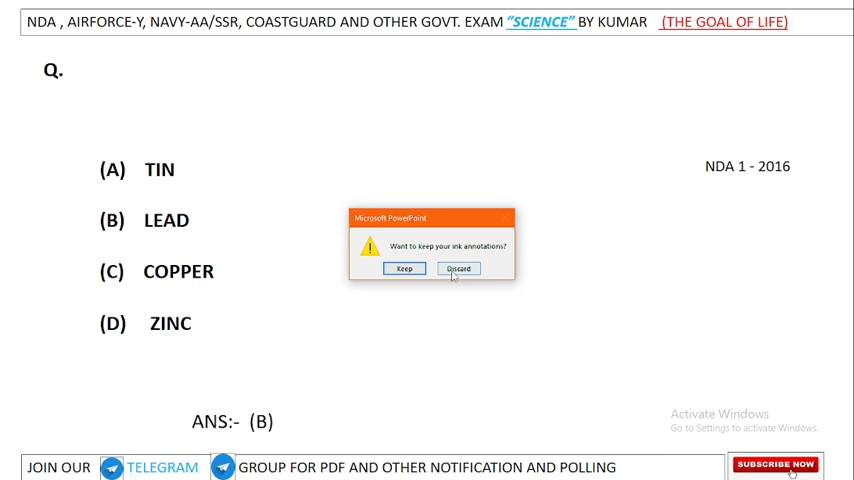 NDA , AIRFORCE-Y, NAVY-AA/SSR, COASTGUARD AND OTHER GOVT. EXAM “SCIENCE” BY KUMAR (THE GOAL OF LIFE)
Q.
(A) TIN
NDA 1 - 2016
(B) LEAD
Microsoft PowerPoint
Want to keep your ink annotations?
Keep Discard
(C) COPPER
(D) ZINC
ANS:- (B)
Activate Windows
Go to Settings to activate Windows.
JOIN OUR TELEGRAM GROUP FOR PDF AND OTHER NOTIFICATION AND POLLING
SUBSCRIBE NOW